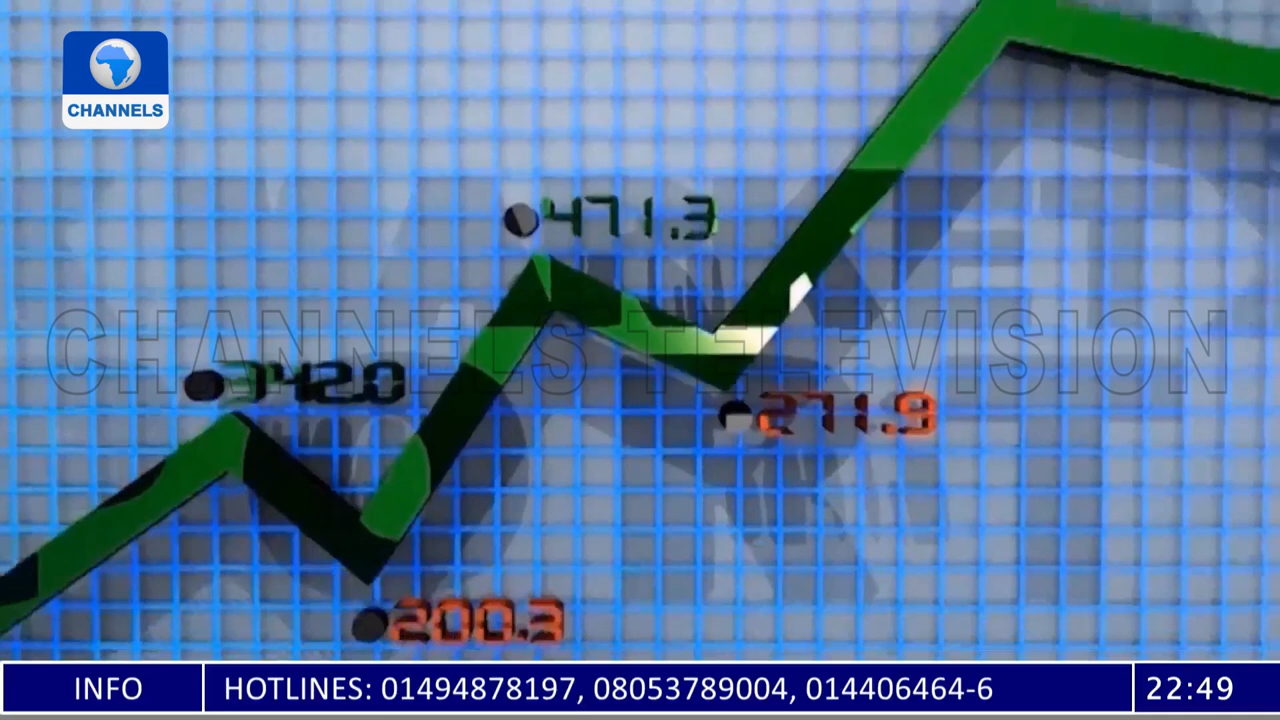 CHANNELS
471.3
CHANNELS TELEVISION
342.0
271.9
200.3
INFO
HOTLINES: 01494878197, 08053789004, 014406464-6
22:49